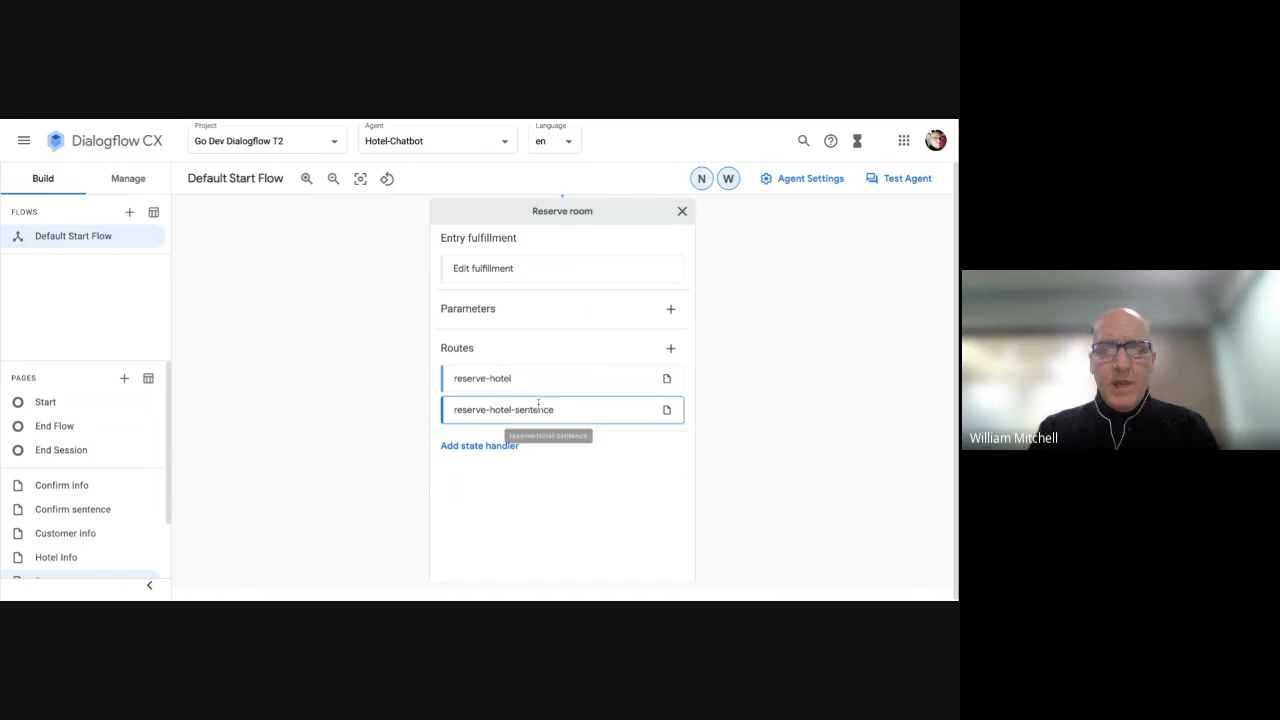 Dialogflow CX
Project
Go Dev Dialogflow T2
Agent
Hotel-Chatbot
Language
en
Build
Manage
Default Start Flow
N
W
Agent Settings
Test Agent
FLOWS
Default Start Flow
PAGES
Start
End Flow
End Session
Confirm Info
Confirm sentence
Customer Info
Hotel Info
Reserve room
Entry fulfillment
Edit fulfillment
Parameters
Routes
reserve-hotel
reserve-hotel-sentence
reserve-hotel-sentence
Add state handler
William Mitchell